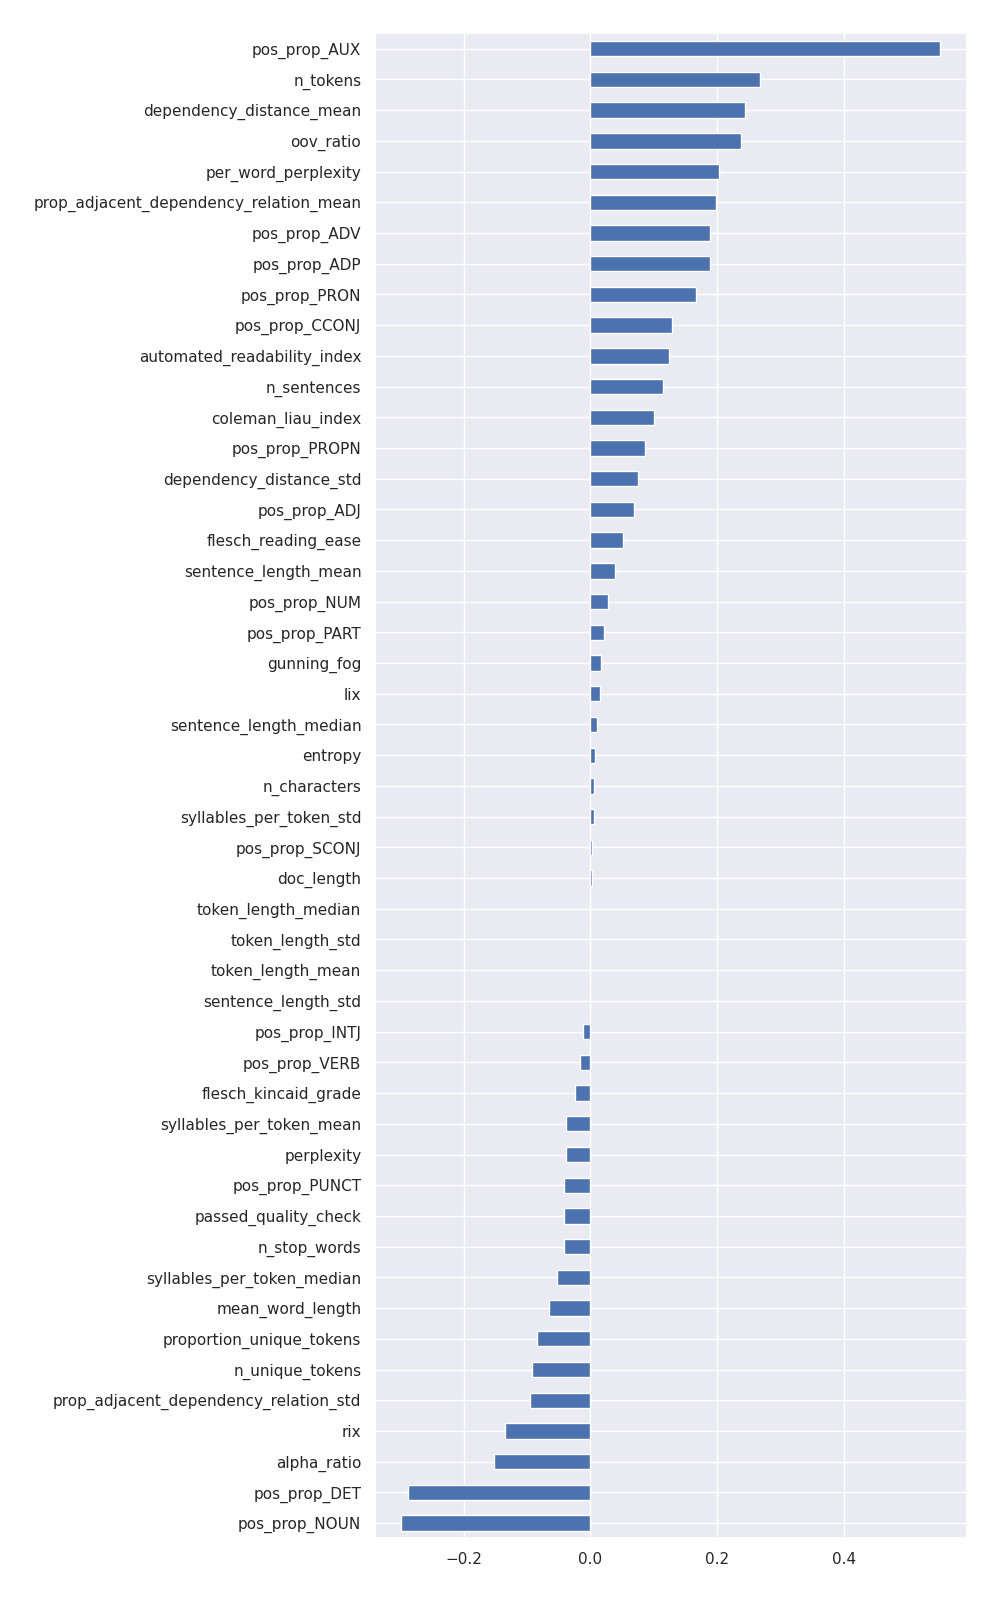 pos_prop_AUX
n_tokens
dependency_distance_mean
oov_ratio
per_word_perplexity
prop_adjacent_dependency_relation_mean
pos_prop_ADV
pos_prop_ADP
pos_prop_PRON
pos_prop_CCONJ
automated_readability_index
n_sentences
coleman_liau_index
pos_prop_PROPN
dependency_distance_std
pos_prop_ADJ
flesch_reading_ease
sentence_length_mean
pos_prop_NUM
pos_prop_PART
gunning_fog
lix
sentence_length_median
entropy
n_characters
syllables_per_token_std
pos_prop_SCONJ
doc_length
token_length_median
token_length_std
token_length_mean
sentence_length_std
pos_prop_INTJ
pos_prop_VERB
flesch_kincaid_grade
syllables_per_token_mean
perplexity
pos_prop_PUNCT
passed_quality_check
n_stop_words
syllables_per_token_median
mean_word_length
proportion_unique_tokens
n_unique_tokens
prop_adjacent_dependency_relation_std
rix
alpha_ratio
pos_prop_DET
pos_prop_NOUN
−0.2 0.0 0.2 0.4